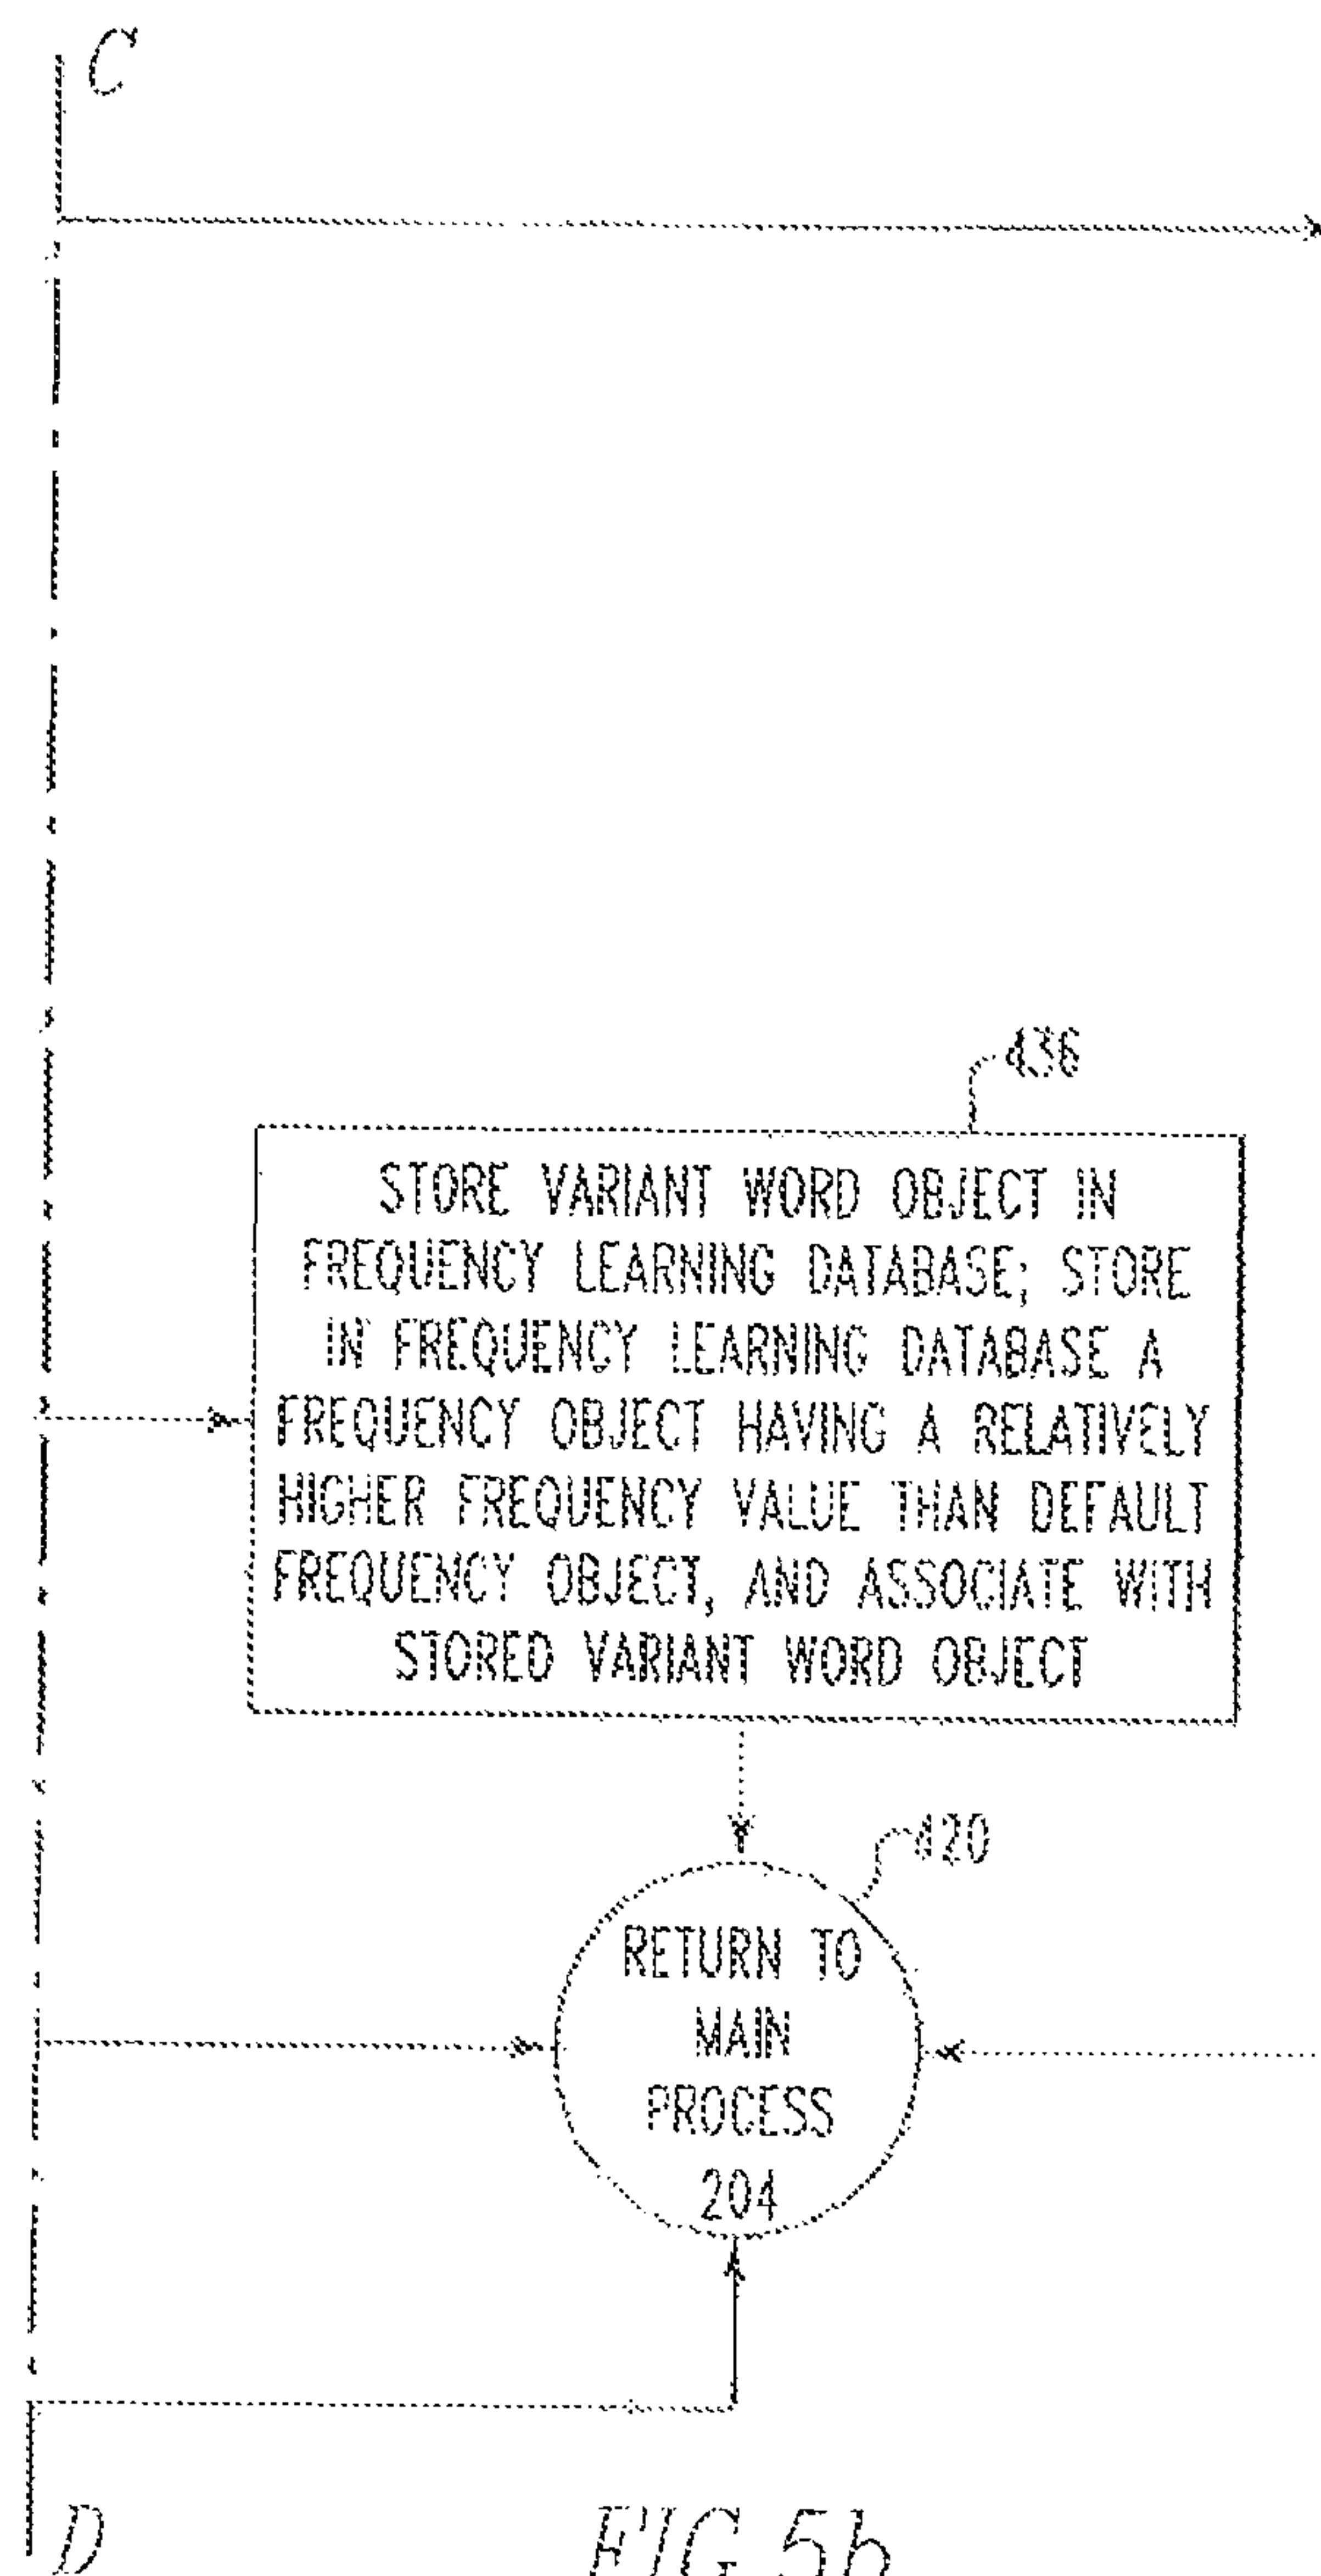 C
436
STORE VARIANT WORD OBJECT IN
FREQUENCY LEARNING DATABASE; STORE
IN FREQUENCY LEARNING DATABASE A
FREQUENCY OBJECT HAVING A RELATIVELY
HIGHER FREQUENCY VALUE THAN DEFAULT
FREQUENCY OBJECT, AND ASSOCIATE WITH
STORED VARIANT WORD OBJECT
420
RETURN TO
MAIN
PROCESS
204
D
FIG. 5b